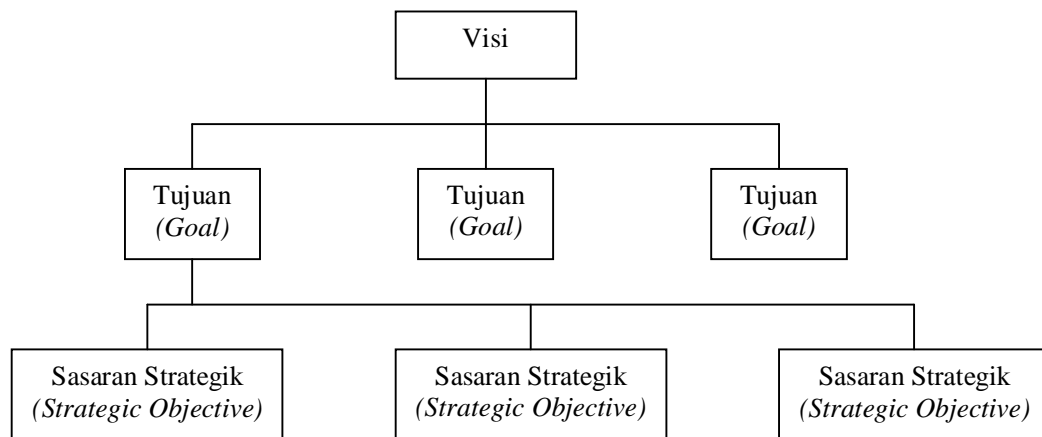 Visi
Tujuan
(Goal)
Tujuan
(Goal)
Tujuan
(Goal)
Sasaran Strategik
(Strategic Objective)
Sasaran Strategik
(Strategic Objective)
Sasaran Strategik
(Strategic Objective)